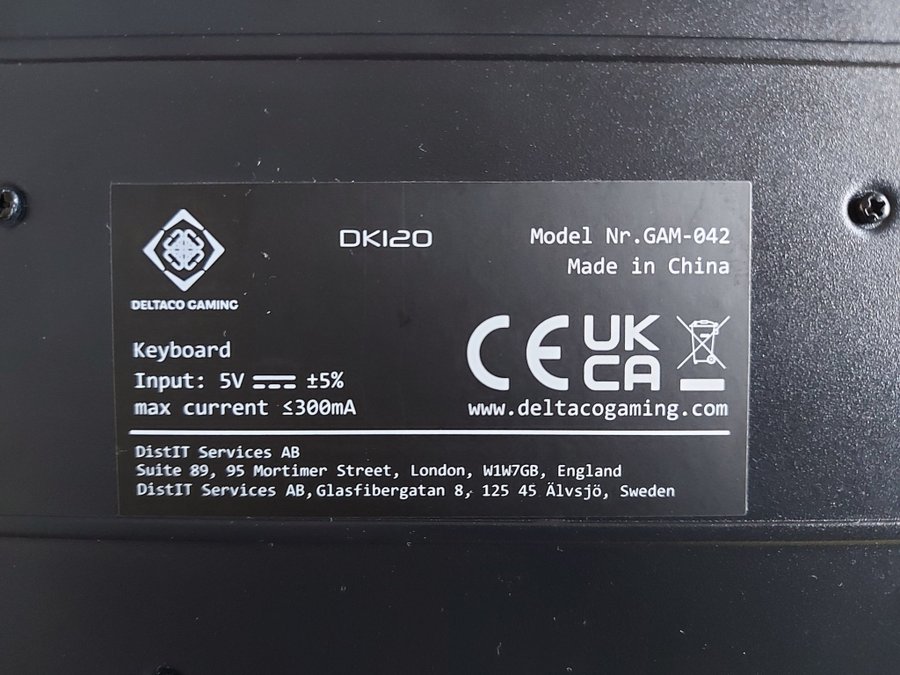 DELTACO GAMING
DK120
Model Nr.GAM-042
Made in China
Keyboard
Input: 5V ⎓ ±5%
max current ≤300mA
CE UK CA
www.deltacogaming.com
DistIT Services AB
Suite 89, 95 Mortimer Street, London, W1W7GB, England
DistIT Services AB,Glasfibergatan 8, 125 45 Älvsjö, Sweden